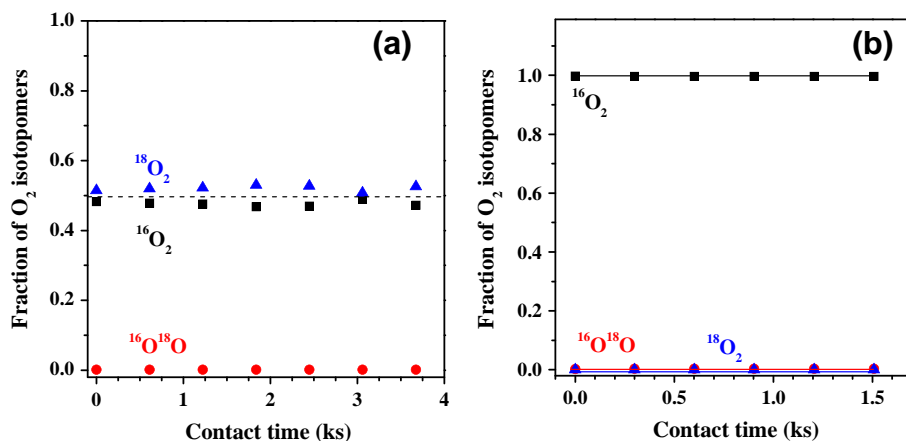 (a)
Fraction of O₂ isotopomers
1.0
0.8
0.6
0.4
0.2
0.0
¹⁸O₂
¹⁶O₂
¹⁶O¹⁸O
0 1 2 3 4
Contact time (ks)
(b)
Fraction of O₂ isotopomers
1.0
0.8
0.6
0.4
0.2
0.0
¹⁶O₂
¹⁶O¹⁸O ¹⁸O₂
0.0 0.5 1.0 1.5
Contact time (ks)